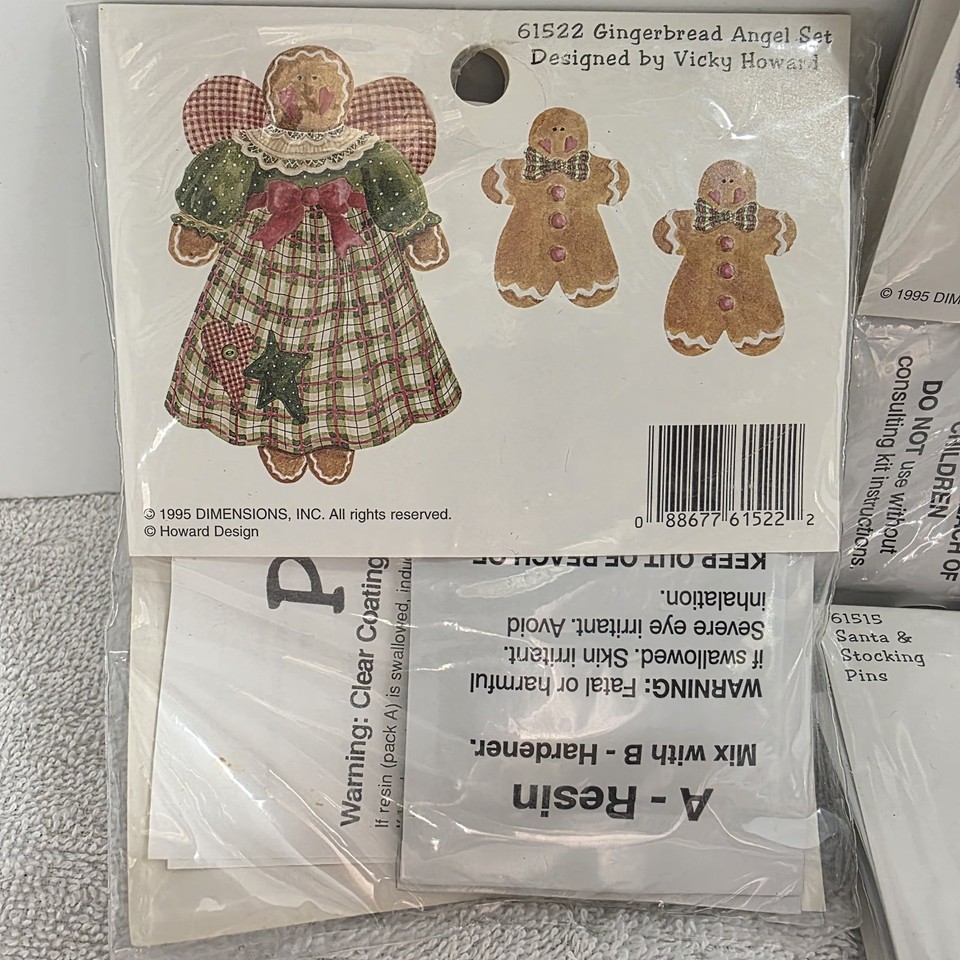 61522 Gingerbread Angel Set
Designed by Vicky Howard
© 1995 DIMENSIONS, INC. All rights reserved.
© Howard Design
0 88677 61522 2
P
Warning: Clear Coating
If resin (pack A) is swallowed, indu
A - Resin
Mix with B - Hardener.
WARNING: Fatal or harmful
if swallowed. Skin irritant.
Severe eye irritant. Avoid
inhalation.
KEEP OUT OF REACH OF
© 1995 DIM
ACH OF
CHILDREN
DO NOT use without
consulting kit instructions.
61515
Santa &
Stocking
Pins